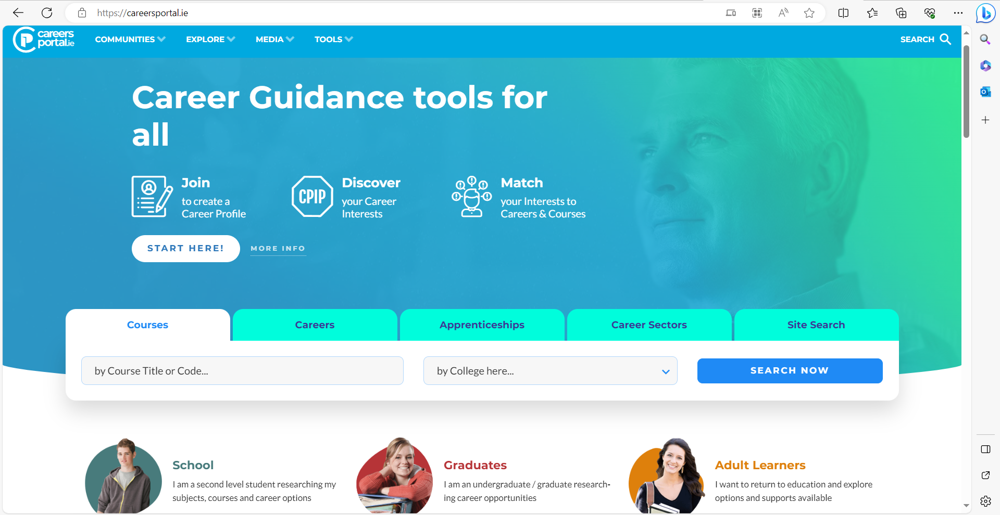 https://careersportal.ie
careers
portal.ie
COMMUNITIES
EXPLORE
MEDIA
TOOLS
SEARCH
Career Guidance tools for
all
Join
to create a
Career Profile
CPIP
Discover
your Career
Interests
Match
your Interests to
Careers & Courses
START HERE!
MORE INFO
Courses
Careers
Apprenticeships
Career Sectors
Site Search
by Course Title or Code...
by College here...
SEARCH NOW
School
I am a second level student researching my
subjects, courses and career options
Graduates
I am an undergraduate / graduate research-
ing career opportunities
Adult Learners
I want to return to education and explore
options and supports available